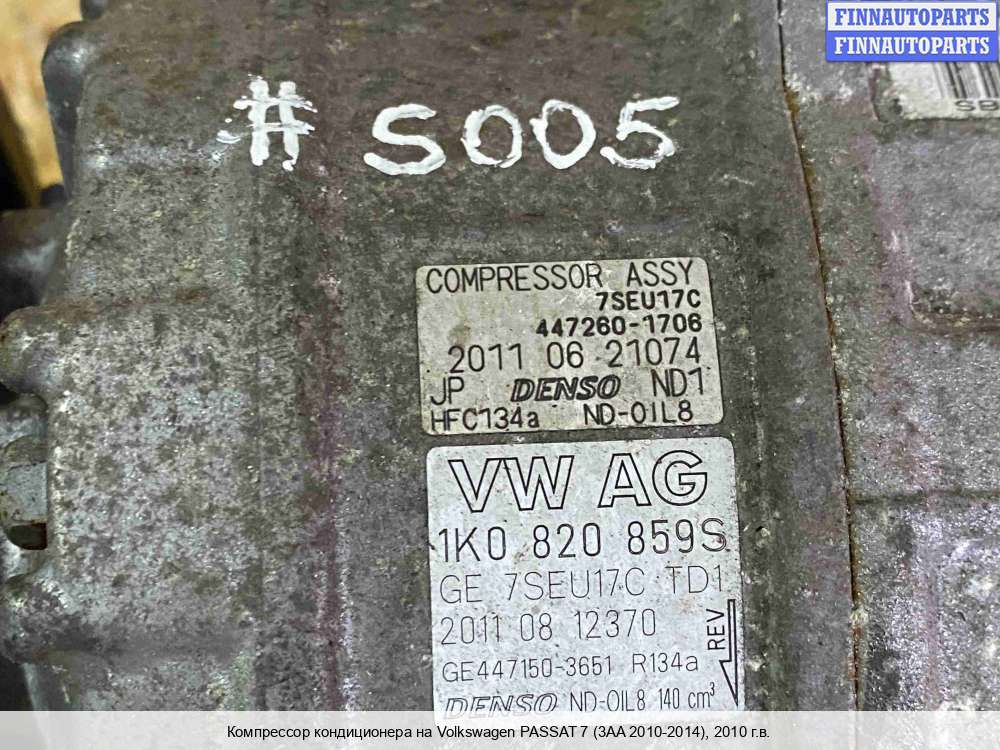 FINNAUTOPARTS
FINNAUTOPARTS
SB
# S005
COMPRESSOR ASSY
7SEU17C
447260-1706
2011 06 21074
JP DENSO ND1
HFC134a ND-OIL8
VW AG
1K0 820 859S
GE 7SEU17C TD1
2011 08 12370
REV
GE447150-3651 R134a
DENSO ND-OIL8 140 cm³
Компрессор кондиционера на Volkswagen PASSAT 7 (3AA 2010-2014), 2010 г.в.